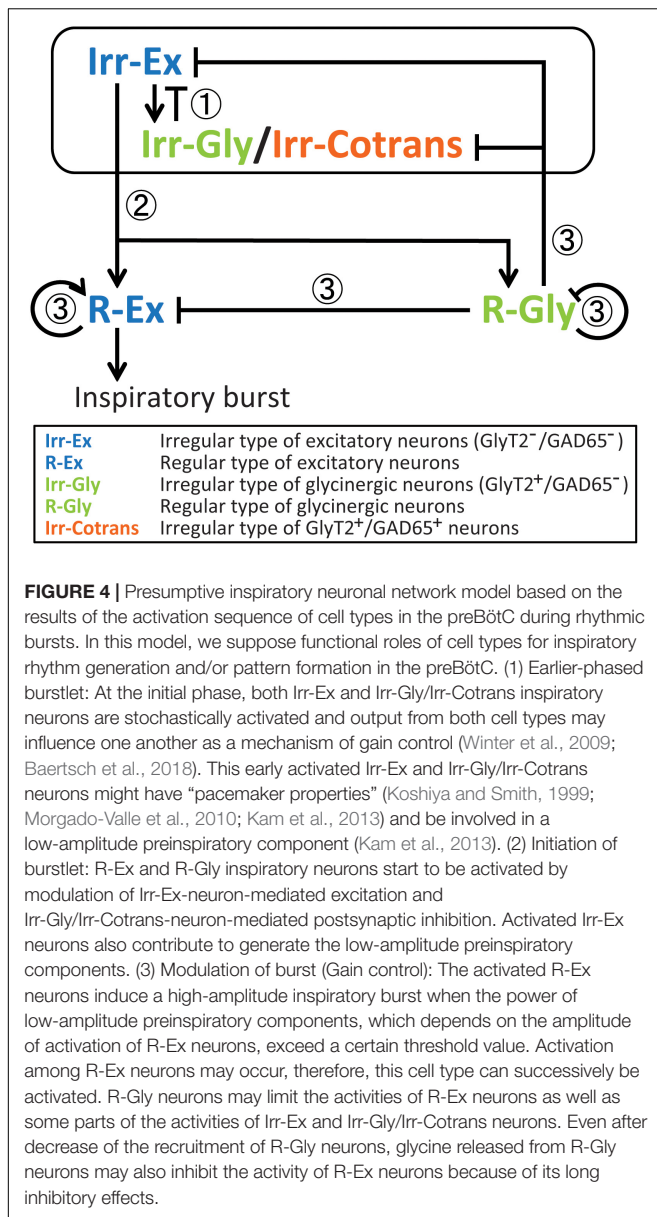 Irr-Ex
①
Irr-Gly/Irr-Cotrans
②
③
③
③ R-Ex
R-Gly ③
Inspiratory burst
Irr-Ex Irregular type of excitatory neurons (GlyT2⁻/GAD65⁻)
R-Ex Regular type of excitatory neurons
Irr-Gly Irregular type of glycinergic neurons (GlyT2⁺/GAD65⁻)
R-Gly Regular type of glycinergic neurons
Irr-Cotrans Irregular type of GlyT2⁺/GAD65⁺ neurons
FIGURE 4 | Presumptive inspiratory neuronal network model based on the
results of the activation sequence of cell types in the preBötC during rhythmic
bursts. In this model, we suppose functional roles of cell types for inspiratory
rhythm generation and/or pattern formation in the preBötC. (1) Earlier-phased
burstlet: At the initial phase, both Irr-Ex and Irr-Gly/Irr-Cotrans inspiratory
neurons are stochastically activated and output from both cell types may
influence one another as a mechanism of gain control (Winter et al., 2009;
Baertsch et al., 2018). This early activated Irr-Ex and Irr-Gly/Irr-Cotrans
neurons might have “pacemaker properties” (Koshiya and Smith, 1999;
Morgado-Valle et al., 2010; Kam et al., 2013) and be involved in a
low-amplitude preinspiratory component (Kam et al., 2013). (2) Initiation of
burstlet: R-Ex and R-Gly inspiratory neurons start to be activated by
modulation of Irr-Ex-neuron-mediated excitation and
Irr-Gly/Irr-Cotrans-neuron-mediated postsynaptic inhibition. Activated Irr-Ex
neurons also contribute to generate the low-amplitude preinspiratory
components. (3) Modulation of burst (Gain control): The activated R-Ex
neurons induce a high-amplitude inspiratory burst when the power of
low-amplitude preinspiratory components, which depends on the amplitude
of activation of R-Ex neurons, exceed a certain threshold value. Activation
among R-Ex neurons may occur, therefore, this cell type can successively be
activated. R-Gly neurons may limit the activities of R-Ex neurons as well as
some parts of the activities of Irr-Ex and Irr-Gly/Irr-Cotrans neurons. Even after
decrease of the recruitment of R-Gly neurons, glycine released from R-Gly
neurons may also inhibit the activity of R-Ex neurons because of its long
inhibitory effects.